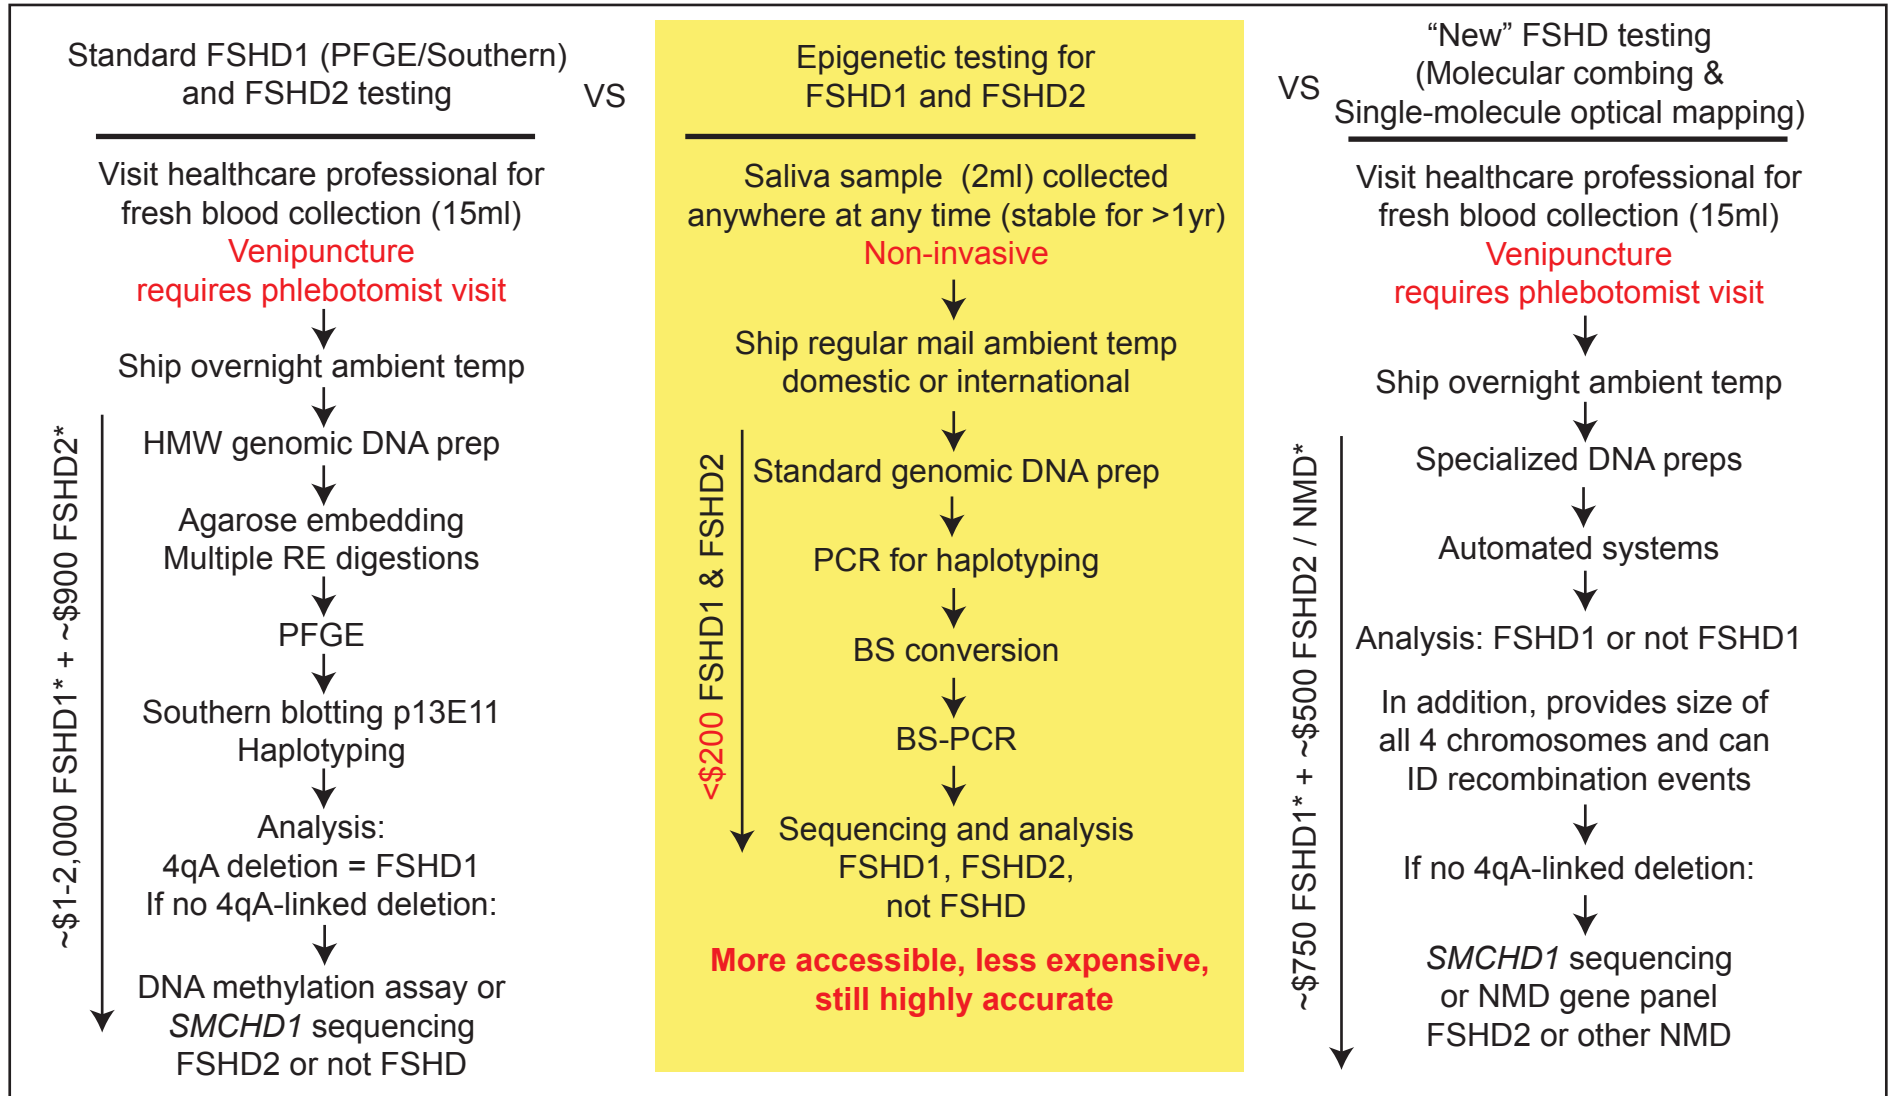 Standard FSHD1 (PFGE/Southern)
and FSHD2 testing
VS
Epigenetic testing for
FSHD1 and FSHD2
VS
“New” FSHD testing
(Molecular combing &
Single-molecule optical mapping)
Visit healthcare professional for
fresh blood collection (15ml)
Venipuncture
requires phlebotomist visit
Ship overnight ambient temp
HMW genomic DNA prep
Agarose embedding
Multiple RE digestions
PFGE
Southern blotting p13E11
Haplotyping
Analysis:
4qA deletion = FSHD1
If no 4qA-linked deletion:
DNA methylation assay or
SMCHD1 sequencing
FSHD2 or not FSHD
~$1-2,000 FSHD1* + ~$900 FSHD2*
Saliva sample (2ml) collected
anywhere at any time (stable for >1yr)
Non-invasive
Ship regular mail ambient temp
domestic or international
Standard genomic DNA prep
PCR for haplotyping
BS conversion
BS-PCR
Sequencing and analysis
FSHD1, FSHD2,
not FSHD
More accessible, less expensive,
still highly accurate
<$200 FSHD1 & FSHD2
Visit healthcare professional for
fresh blood collection (15ml)
Venipuncture
requires phlebotomist visit
Ship overnight ambient temp
Specialized DNA preps
Automated systems
Analysis: FSHD1 or not FSHD1
In addition, provides size of
all 4 chromosomes and can
ID recombination events
If no 4qA-linked deletion:
SMCHD1 sequencing
or NMD gene panel
FSHD2 or other NMD
~$750 FSHD1* + ~$500 FSHD2 / NMD*